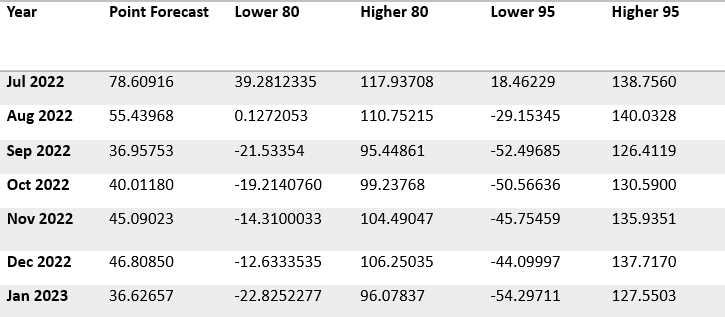 Year Point Forecast Lower 80 Higher 80 Lower 95 Higher 95
Jul 2022 78.60916 39.2812335 117.93708 18.46229 138.7560
Aug 2022 55.43968 0.1272053 110.75215 -29.15345 140.0328
Sep 2022 36.95753 -21.53354 95.44861 -52.49685 126.4119
Oct 2022 40.01180 -19.2140760 99.23768 -50.56636 130.5900
Nov 2022 45.09023 -14.3100033 104.49047 -45.75459 135.9351
Dec 2022 46.80850 -12.6333535 106.25035 -44.09997 137.7170
Jan 2023 36.62657 -22.8252277 96.07837 -54.29711 127.5503